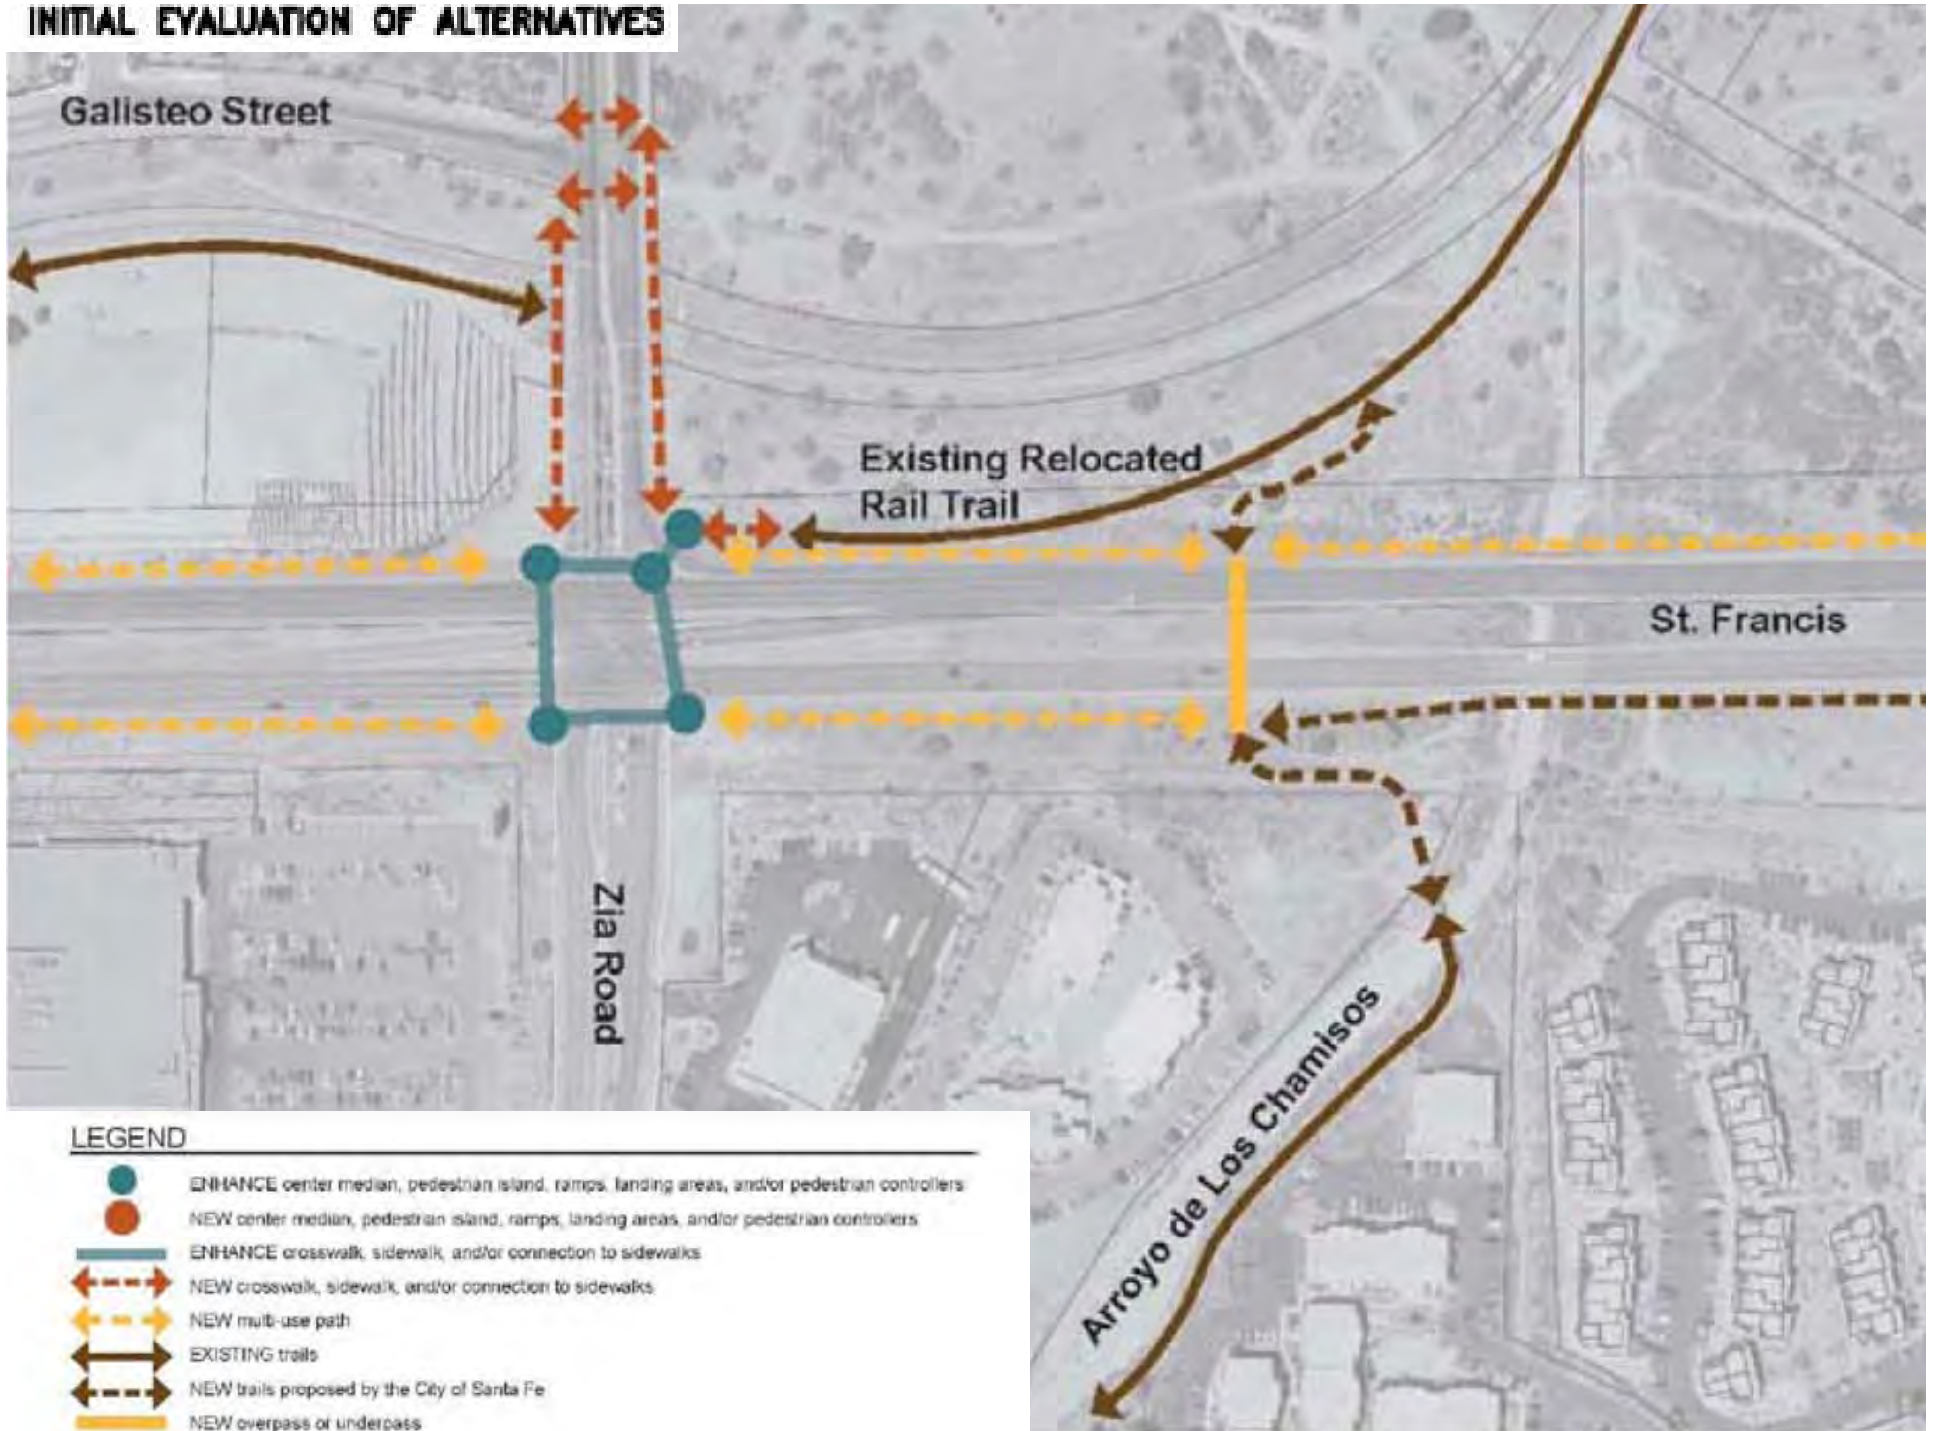 INITIAL EVALUATION OF ALTERNATIVES
Galisteo Street
Existing Relocated
Rail Trail
St. Francis
Zia Road
Arroyo de Los Chamisos
LEGEND
ENHANCE center median, pedestrian island, ramps, landing areas, and/or pedestrian controllers
NEW center median, pedestrian island, ramps, landing areas, and/or pedestrian controllers
ENHANCE crosswalk, sidewalk, and/or connection to sidewalks
NEW crosswalk, sidewalk, and/or connection to sidewalks
NEW multi-use path
EXISTING trails
NEW trails proposed by the City of Santa Fe
NEW overpass or underpass